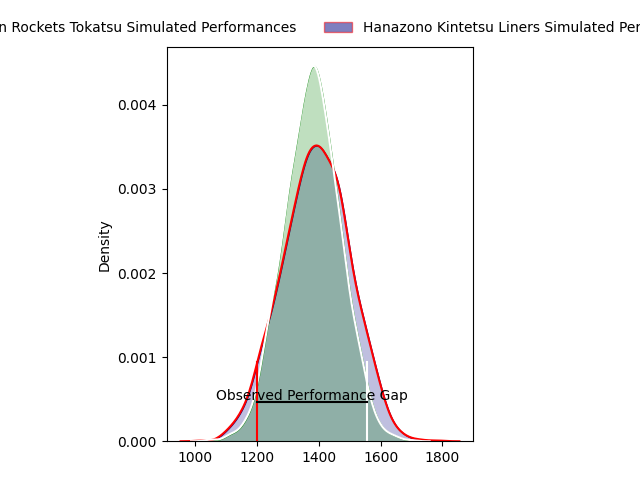 Rockets Tokatsu Simulated Performances
Hanazono Kintetsu Liners Simulated
Density
0.004
0.003
0.002
0.001
0.000
Observed Performance Gap
1000 1200 1400 1600 1800